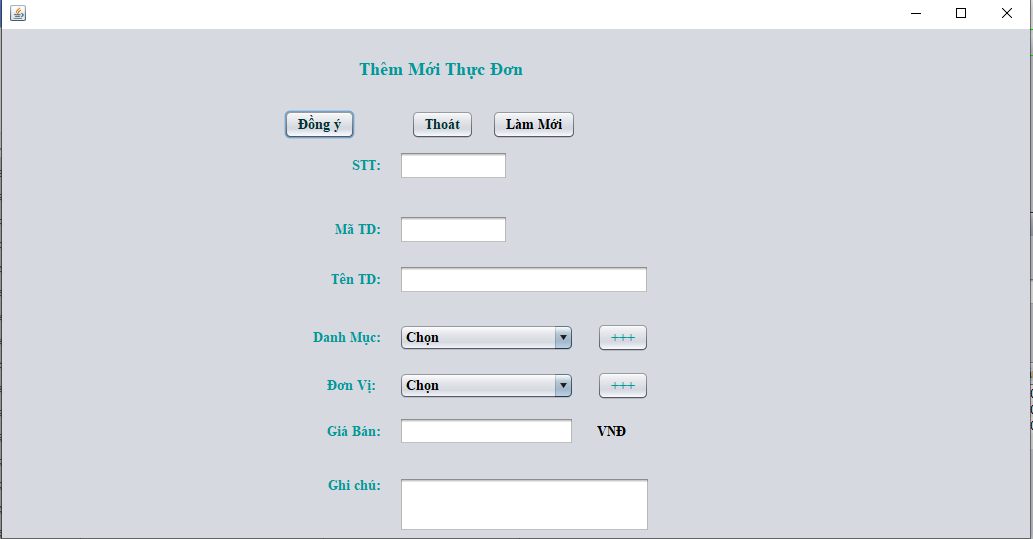 Thêm Mới Thực Đơn
Đồng ý Thoát Làm Mới
STT:
Mã TD:
Tên TD:
Danh Mục: Chọn +++
Đơn Vị: Chọn +++
Giá Bán: VNĐ
Ghi chú: